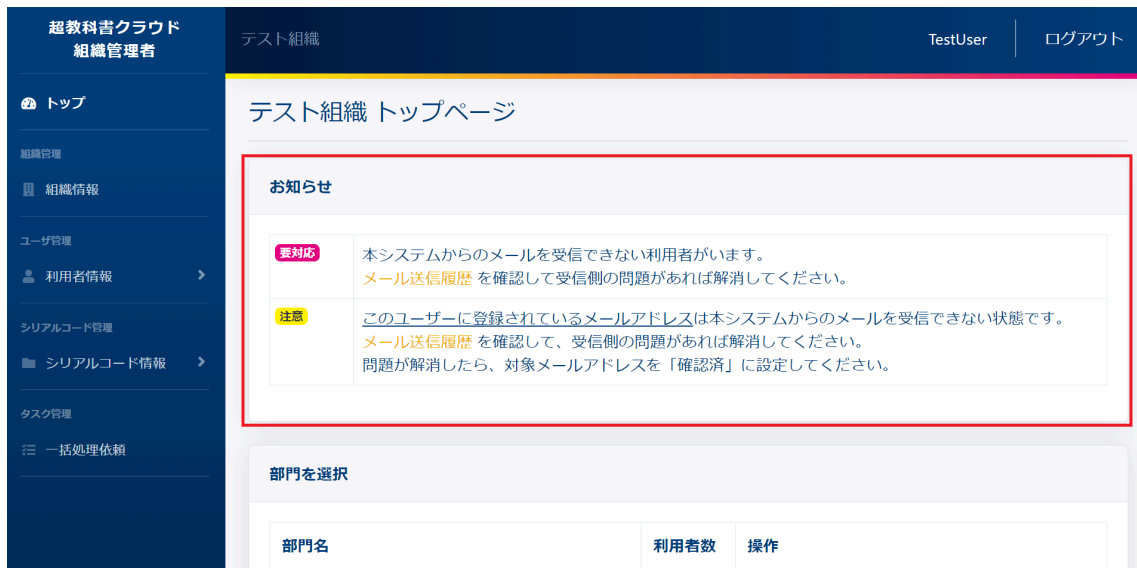 超教科書クラウド
組織管理者
テスト組織
TestUser
ログアウト
トップ
組織管理
組織情報
ユーザ管理
利用者情報
シリアルコード管理
シリアルコード情報
タスク管理
一括処理依頼
テスト組織 トップページ
お知らせ
要対応
本システムからのメールを受信できない利用者がいます。
メール送信履歴 を確認して受信側の問題があれば解消してください。
注意
このユーザーに登録されているメールアドレスは本システムからのメールを受信できない状態です。
メール送信履歴 を確認して、受信側の問題があれば解消してください。
問題が解消したら、対象メールアドレスを「確認済」に設定してください。
部門を選択
部門名
利用者数
操作